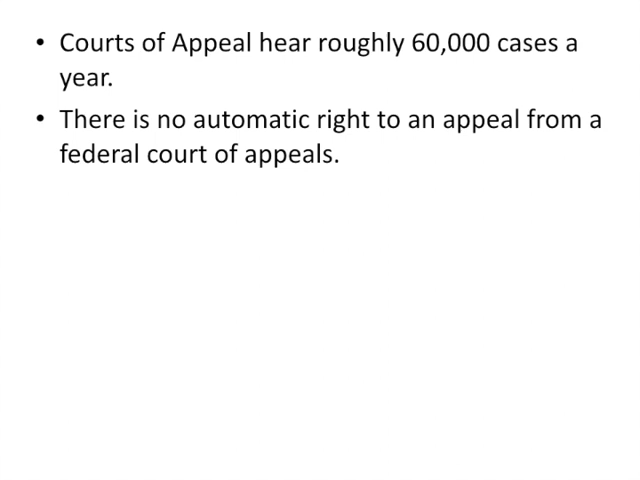 • Courts of Appeal hear roughly 60,000 cases a
year.
• There is no automatic right to an appeal from a
federal court of appeals.